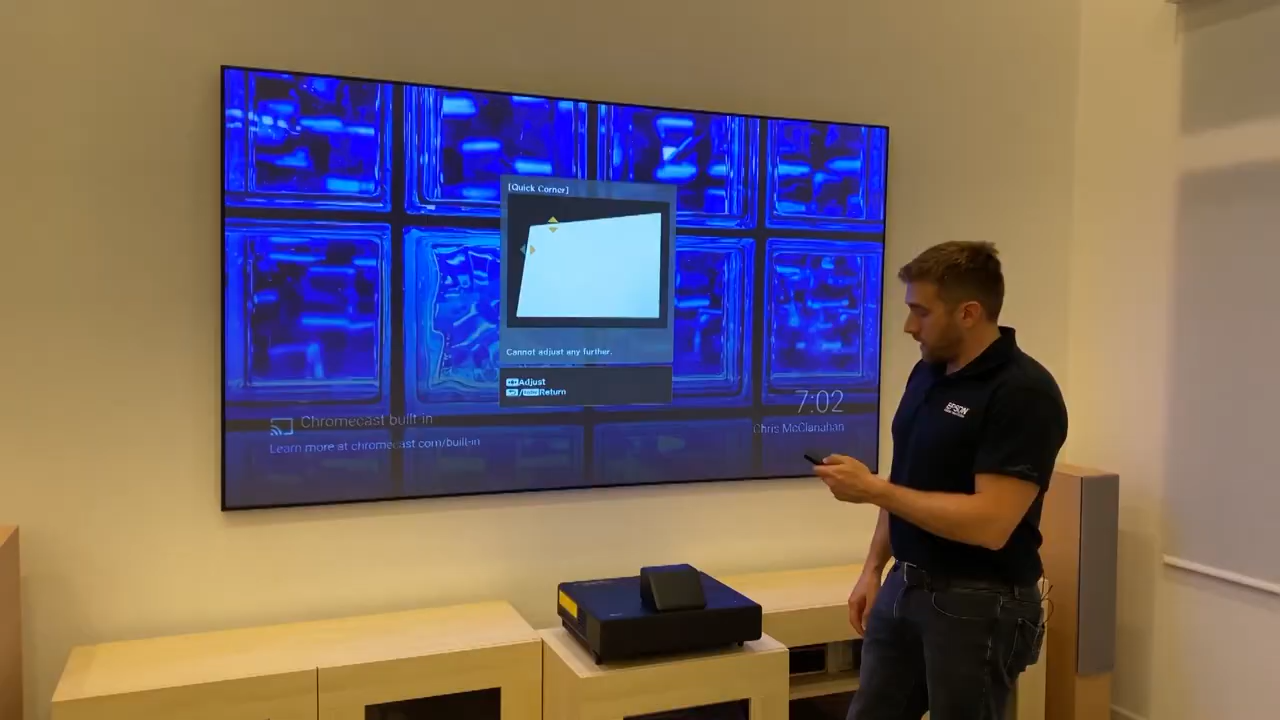 [Quick Corner]
Cannot adjust any further.
Adjust
Return
Chromecast built-in
Learn more at chromecast.com/built-in
7:02
Chris McClanahan
EPSON